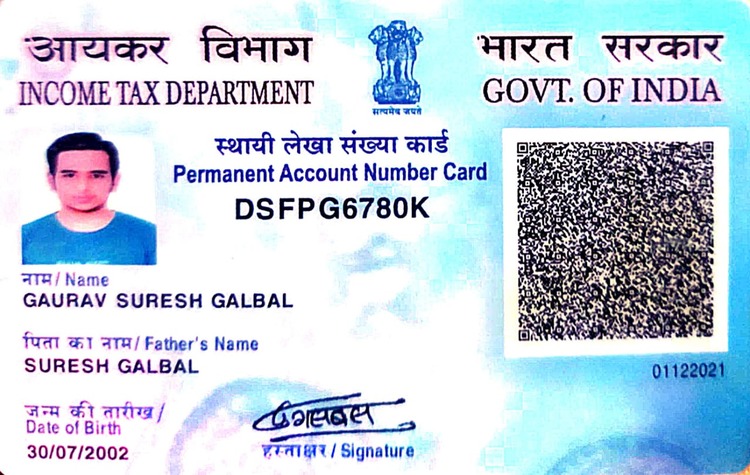 आयकर विभाग
INCOME TAX DEPARTMENT
सत्यमेव जयते
भारत सरकार
GOVT. OF INDIA
स्थायी लेखा संख्या कार्ड
Permanent Account Number Card
DSFPG6780K
नाम/ Name
GAURAV SURESH GALBAL
पिता का नाम/ Father's Name
SURESH GALBAL
01122021
जन्म की तारीख/
Date of Birth
30/07/2002
हस्ताक्षर/ Signature